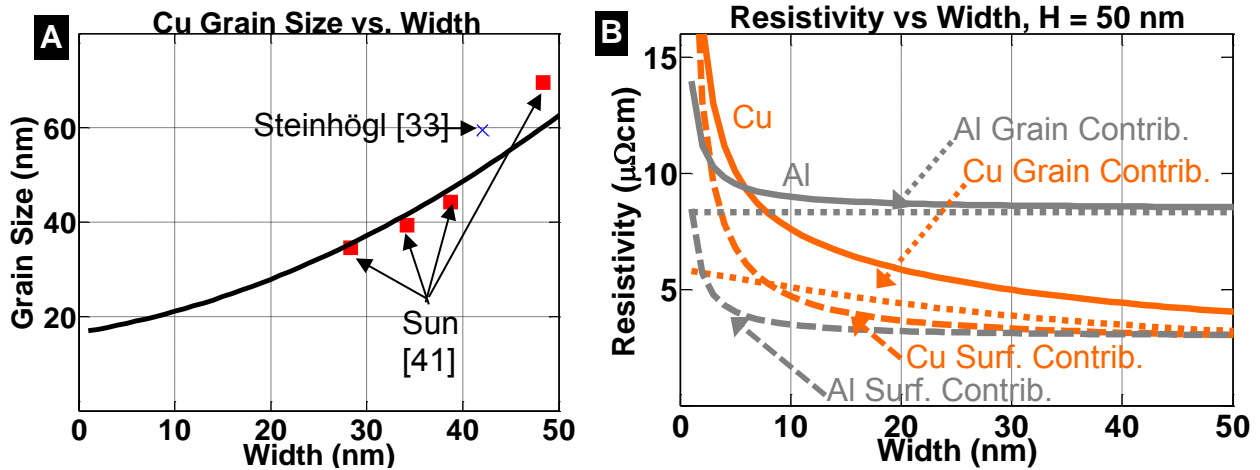 A
Cu Grain Size vs. Width
Grain Size (nm)
60
40
20
0
10
20
30
40
50
Width (nm)
Steinhögl [33]
Sun
[41]
B
Resistivity vs Width, H = 50 nm
Resistivity (μΩcm)
15
10
5
0
10
20
30
40
50
Width (nm)
Cu
Al
Al Grain Contrib.
Cu Grain Contrib.
Cu Surf. Contrib.
Al Surf. Contrib.